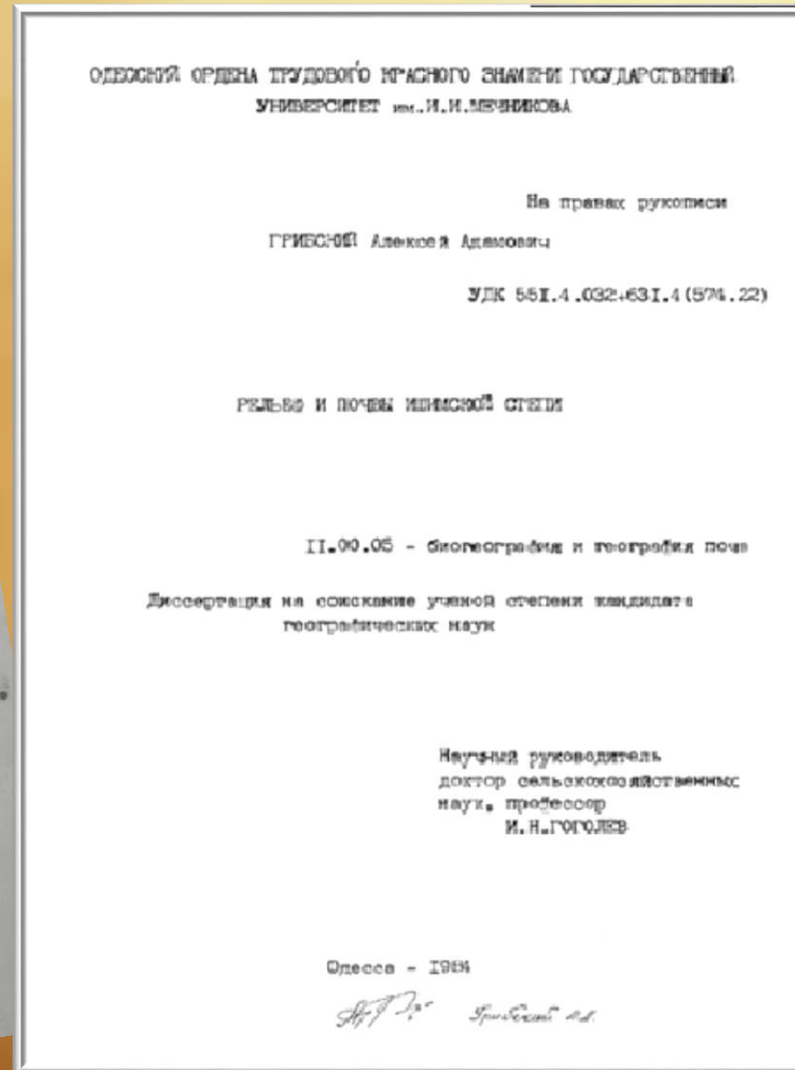 ОДЕССКИЙ ОРДЕНА ТРУДОВОГО КРАСНОГО ЗНАМЕНИ ГОСУДАРСТВЕННЫЙ
УНИВЕРСИТЕТ им.И.И.МЕЧНИКОВА
На правах рукописи
ГРИБСКИЙ Алексей Адамович
УДК 551.4.032+631.4(574.22)
РЕЛЬЕФ И ПОЧВЫ ИШИМСКОЙ СТЕПИ
II.00.05 - биогеография и география почв
Диссертация на соискание ученой степени кандидата
географических наук
Научный руководитель
доктор сельскохозяйственных
наук, профессор
И.Н.ГОГОЛЕВ
Одесса -